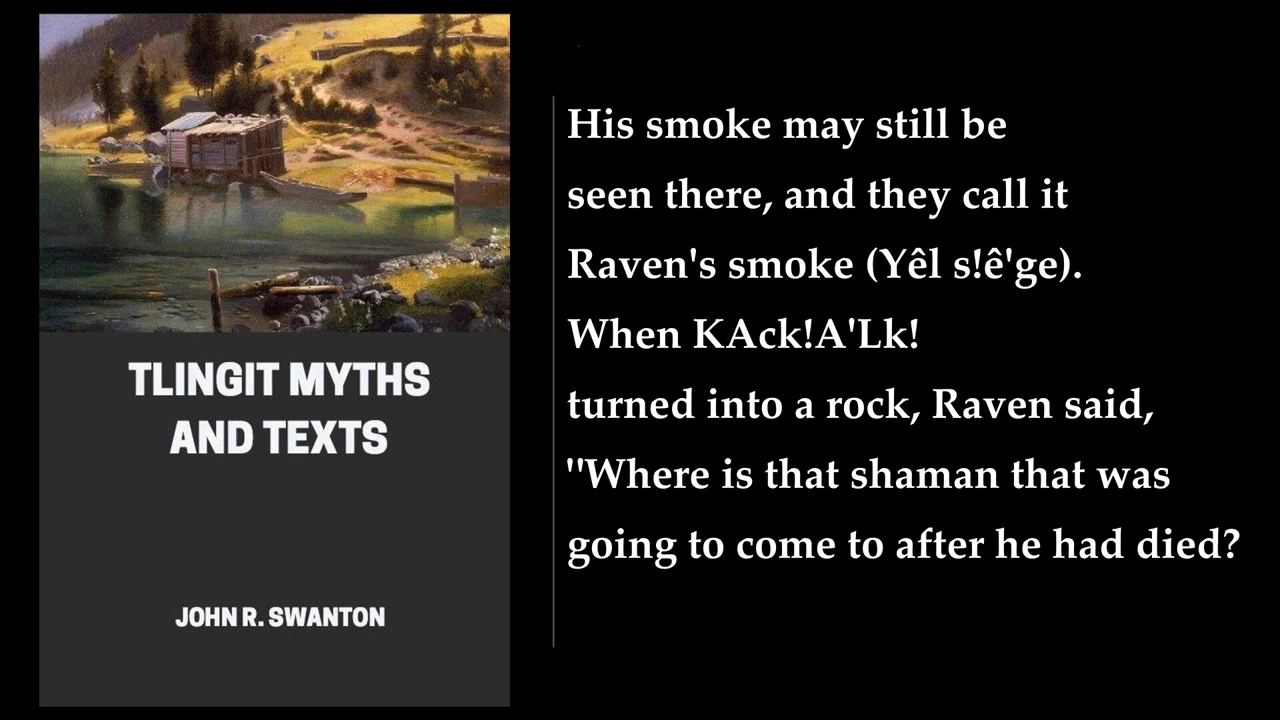 TLINGIT MYTHS
AND TEXTS
JOHN R. SWANTON
His smoke may still be
seen there, and they call it
Raven's smoke (Yêl s!ê'ge).
When KAck!A'Lk!
turned into a rock, Raven said,
"Where is that shaman that was
going to come to after he had died?